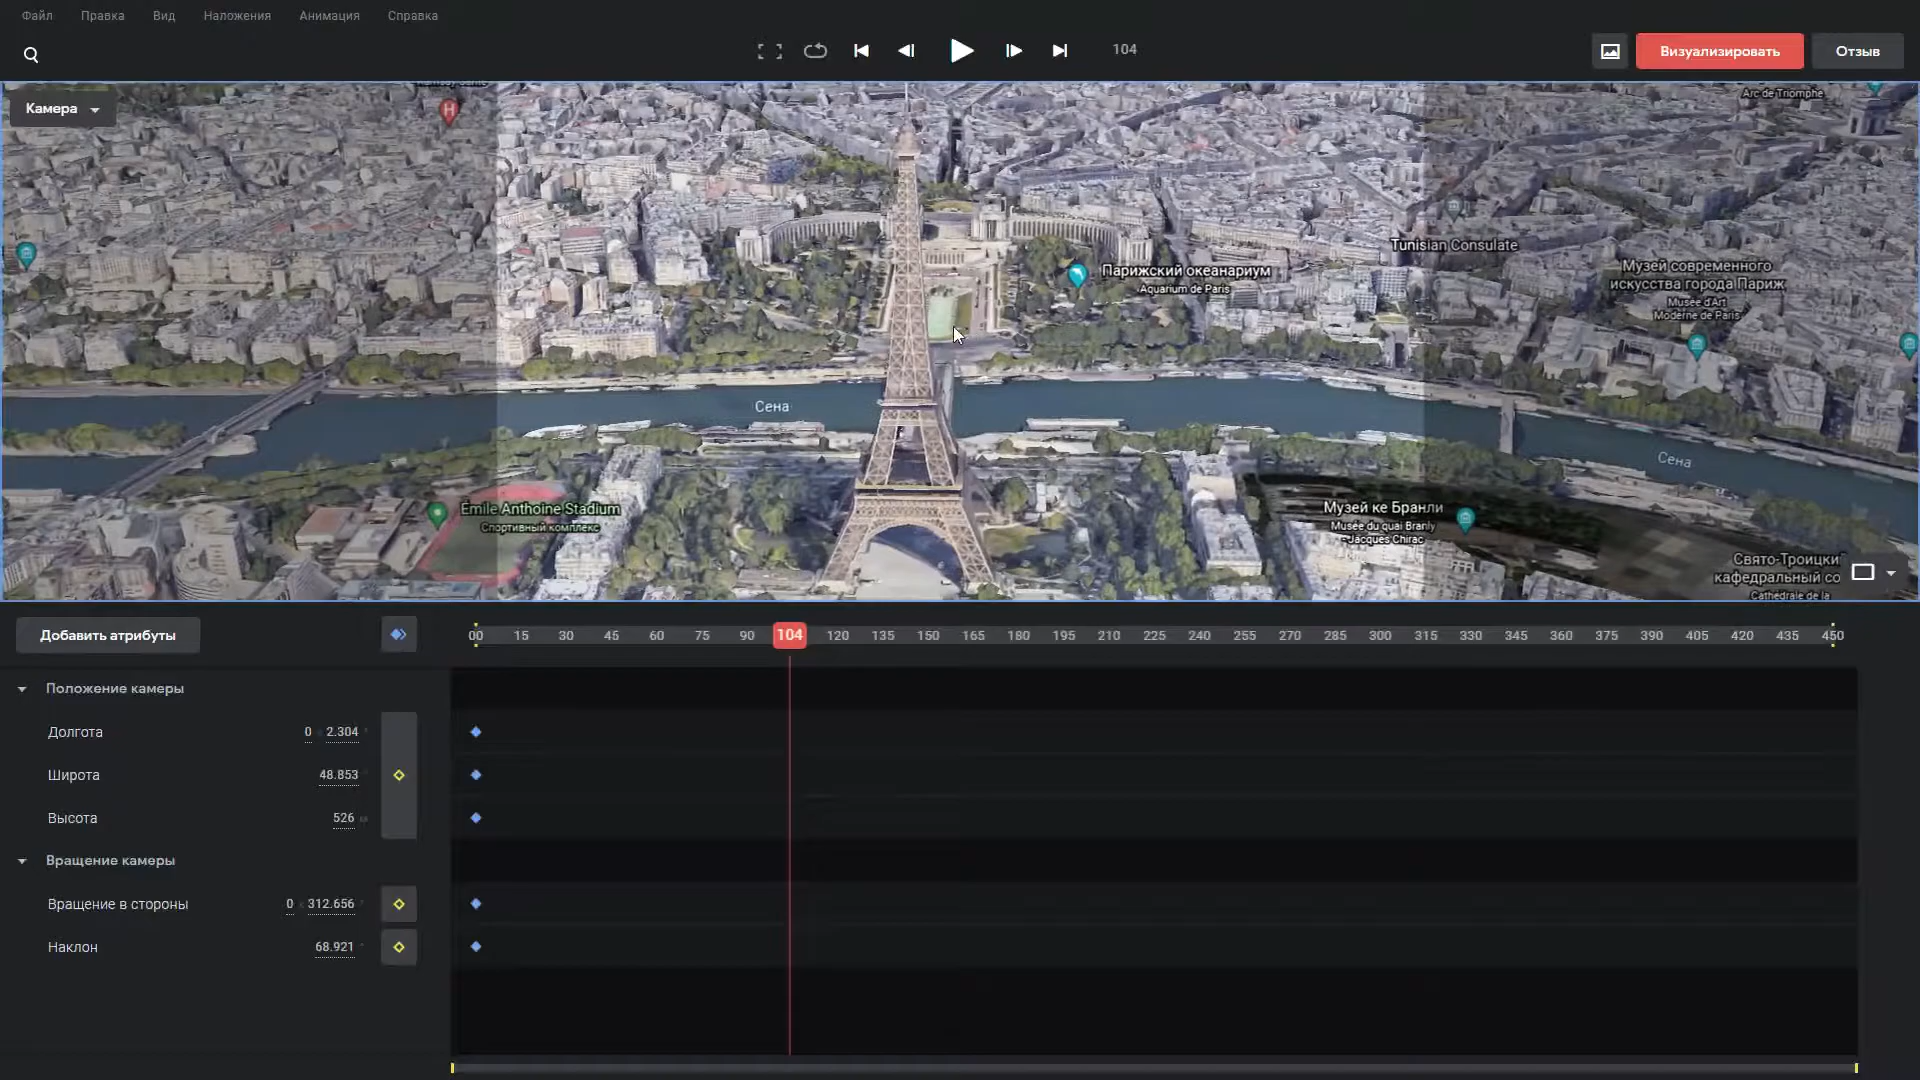 Файл Правка Вид Наложения Анимация Справка
104
Визуализировать Отзыв
Камера
Arc de Triomphe
Tunisian Consulate
Парижский океанариум
Aquarium de Paris
Музей современного
искусства города Париж
Musée d'Art
Moderne de Paris
Сена
Сена
Émile Anthoine Stadium
Спортивный комплекс
Музей ке Бранли
Musée du quai Branly
- Jacques Chirac
Свято-Троицкий
кафедральный со
Cathédrale de la
Добавить атрибуты
00 15 30 45 60 75 90 104 120 135 150 165 180 195 210 225 240 255 270 285 300 315 330 345 360 375 390 405 420 435 450
Положение камеры
Долгота 0 x 2.304 °
Широта 48.853 °
Высота 526 м
Вращение камеры
Вращение в стороны 0 x 312.656 °
Наклон 68.921 °